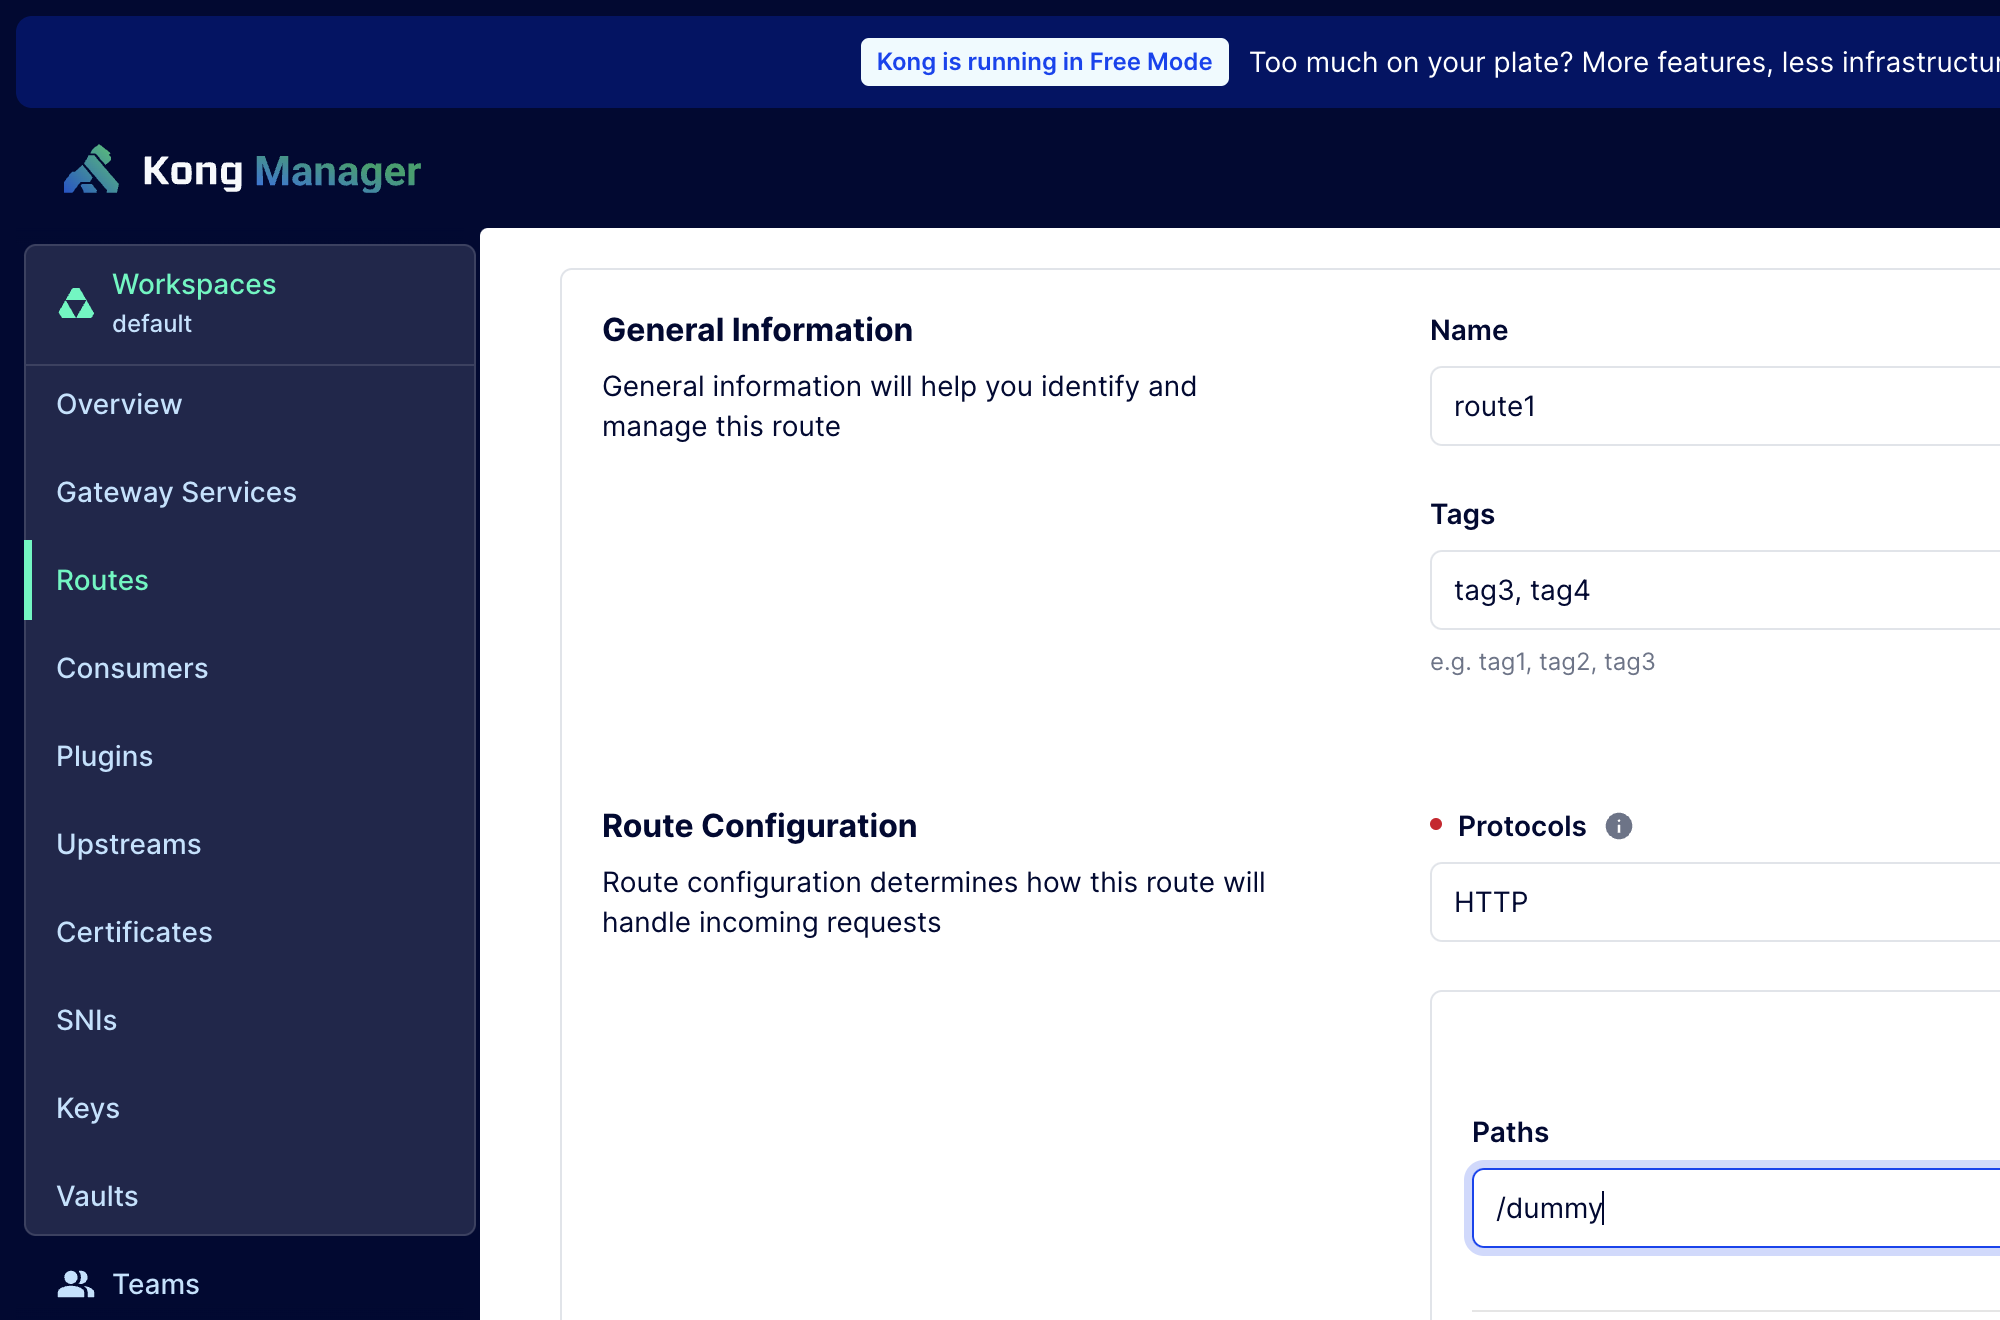 Kong is running in Free Mode Too much on your plate? More features, less
Kong Manager
Workspaces
default
Overview
Gateway Services
Routes
Consumers
Plugins
Upstreams
Certificates
SNIs
Keys
Vaults
Teams
General Information
General information will help you identify and
manage this route
Name
route1
Tags
tag3, tag4
e.g. tag1, tag2, tag3
Route Configuration
Route configuration determines how this route will
handle incoming requests
Protocols
HTTP
Paths
/dummy